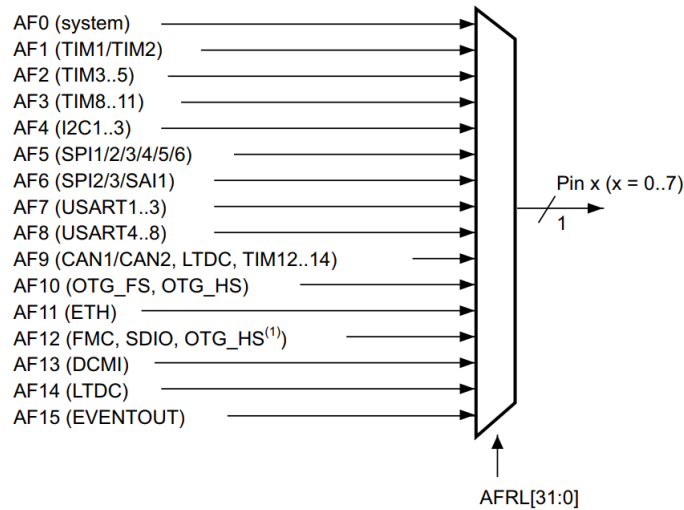 AF0 (system)
AF1 (TIM1/TIM2)
AF2 (TIM3..5)
AF3 (TIM8..11)
AF4 (I2C1..3)
AF5 (SPI1/2/3/4/5/6)
AF6 (SPI2/3/SAI1)
AF7 (USART1..3)
AF8 (USART4..8)
AF9 (CAN1/CAN2, LTDC, TIM12..14)
AF10 (OTG_FS, OTG_HS)
AF11 (ETH)
AF12 (FMC, SDIO, OTG_HS(1))
AF13 (DCMI)
AF14 (LTDC)
AF15 (EVENTOUT)
Pin x (x = 0..7)
1
AFRL[31:0]